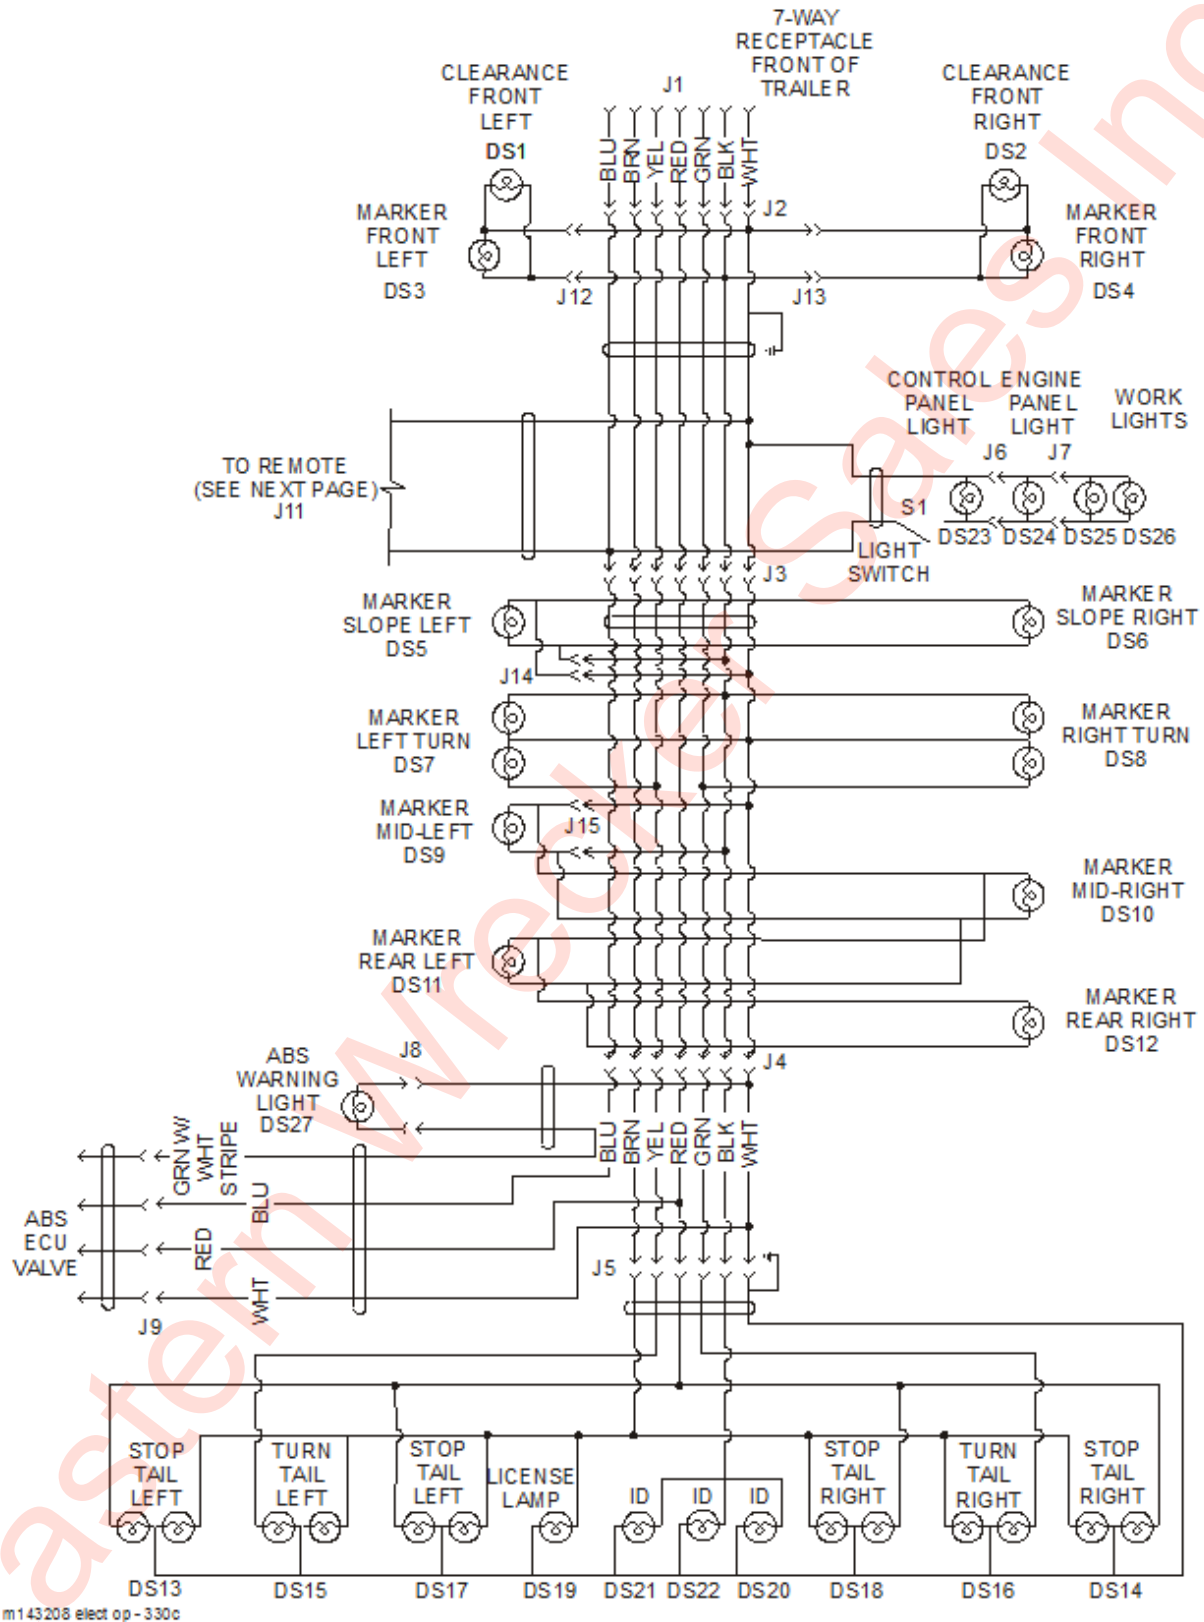 7-WAY
RECEPTACLE
FRONT OF
TRAILER
J1
CLEARANCE
FRONT
LEFT
DS1
CLEARANCE
FRONT
RIGHT
DS2
BLU
BRN
YEL
RED
GRN
BLK
WHT
J2
MARKER
FRONT
LEFT
DS3
MARKER
FRONT
RIGHT
DS4
J12
J13
CONTROL
PANEL
LIGHT
ENGINE
PANEL
LIGHT
WORK
LIGHTS
J6
J7
TO REMOTE
(SEE NEXT PAGE)
J11
S1
LIGHT
SWITCH
DS23
DS24
DS25
DS26
J3
MARKER
SLOPE LEFT
DS5
MARKER
SLOPE RIGHT
DS6
J14
MARKER
LEFT TURN
DS7
MARKER
RIGHT TURN
DS8
MARKER
MID-LEFT
DS9
J15
MARKER
MID-RIGHT
DS10
MARKER
REAR LEFT
DS11
MARKER
REAR RIGHT
DS12
J8
J4
ABS
WARNING
LIGHT
DS27
BLU
BRN
YEL
RED
GRN
BLK
WHT
GRN W/
WHT
STRIPE
BLU
RED
WHT
ABS
ECU
VALVE
J9
J5
STOP
TAIL
LEFT
TURN
TAIL
LEFT
STOP
TAIL
LEFT
LICENSE
LAMP
ID
ID
ID
STOP
TAIL
RIGHT
TURN
TAIL
RIGHT
STOP
TAIL
RIGHT
DS13
DS15
DS17
DS19
DS21
DS22
DS20
DS18
DS16
DS14
m143208 elect op - 330c
astern Wrecker Sales Inc